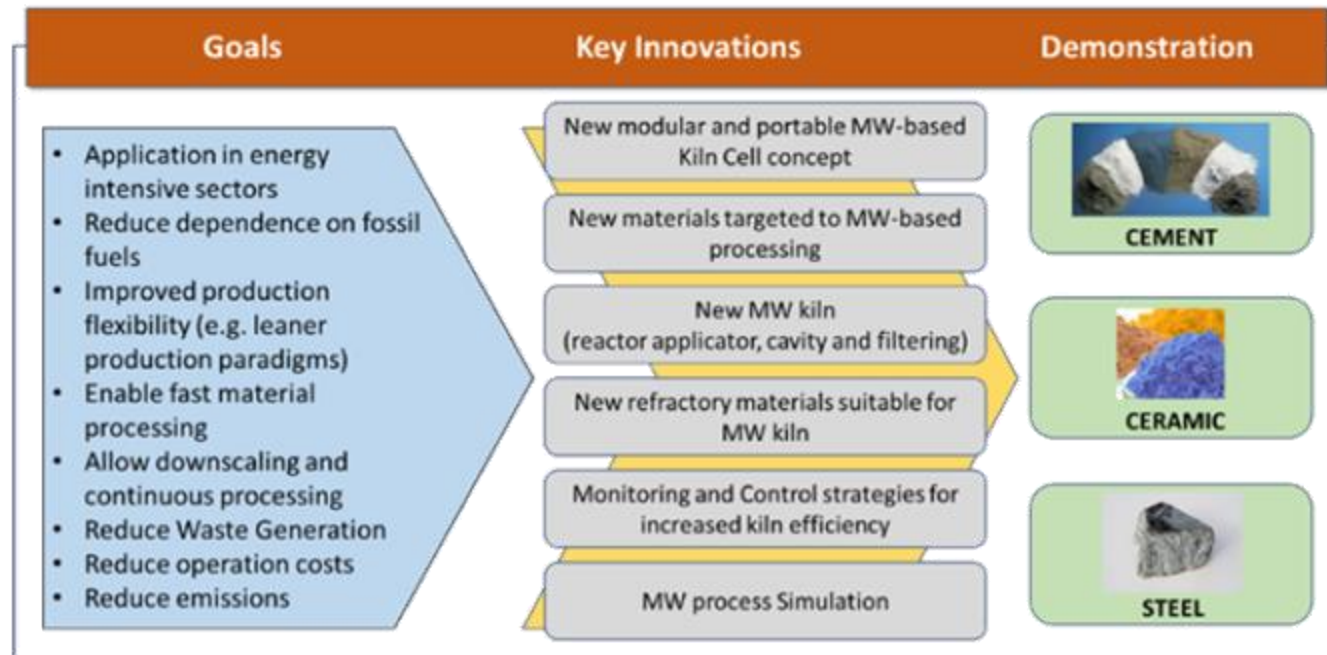 Goals
Key Innovations
Demonstration
• Application in energy
intensive sectors
• Reduce dependence on fossil
fuels
• Improved production
flexibility (e.g. leaner
production paradigms)
• Enable fast material
processing
• Allow downscaling and
continuous processing
• Reduce Waste Generation
• Reduce operation costs
• Reduce emissions
New modular and portable MW-based
Kiln Cell concept
New materials targeted to MW-based
processing
New MW kiln
(reactor applicator, cavity and filtering)
New refractory materials suitable for
MW kiln
Monitoring and Control strategies for
increased kiln efficiency
MW process Simulation
CEMENT
CERAMIC
STEEL